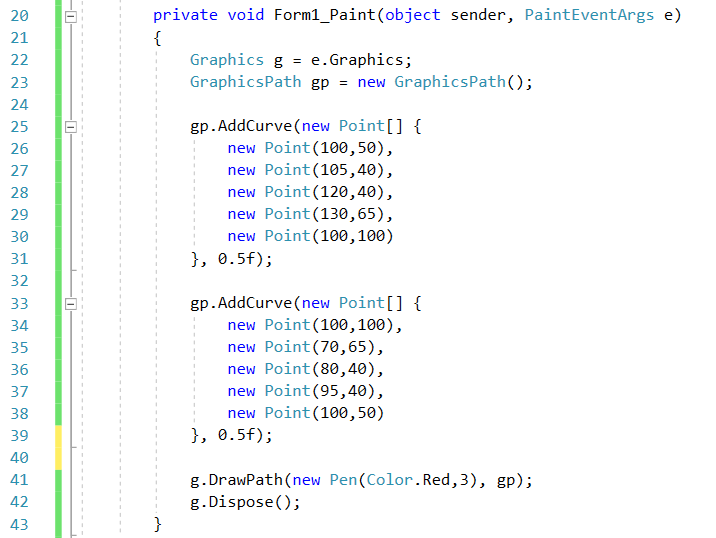 20 private void Form1_Paint(object sender, PaintEventArgs e)
21 {
22 Graphics g = e.Graphics;
23 GraphicsPath gp = new GraphicsPath();
24
25 gp.AddCurve(new Point[] {
26 new Point(100,50),
27 new Point(105,40),
28 new Point(120,40),
29 new Point(130,65),
30 new Point(100,100)
31 }, 0.5f);
32
33 gp.AddCurve(new Point[] {
34 new Point(100,100),
35 new Point(70,65),
36 new Point(80,40),
37 new Point(95,40),
38 new Point(100,50)
39 }, 0.5f);
40
41 g.DrawPath(new Pen(Color.Red,3), gp);
42 g.Dispose();
43 }